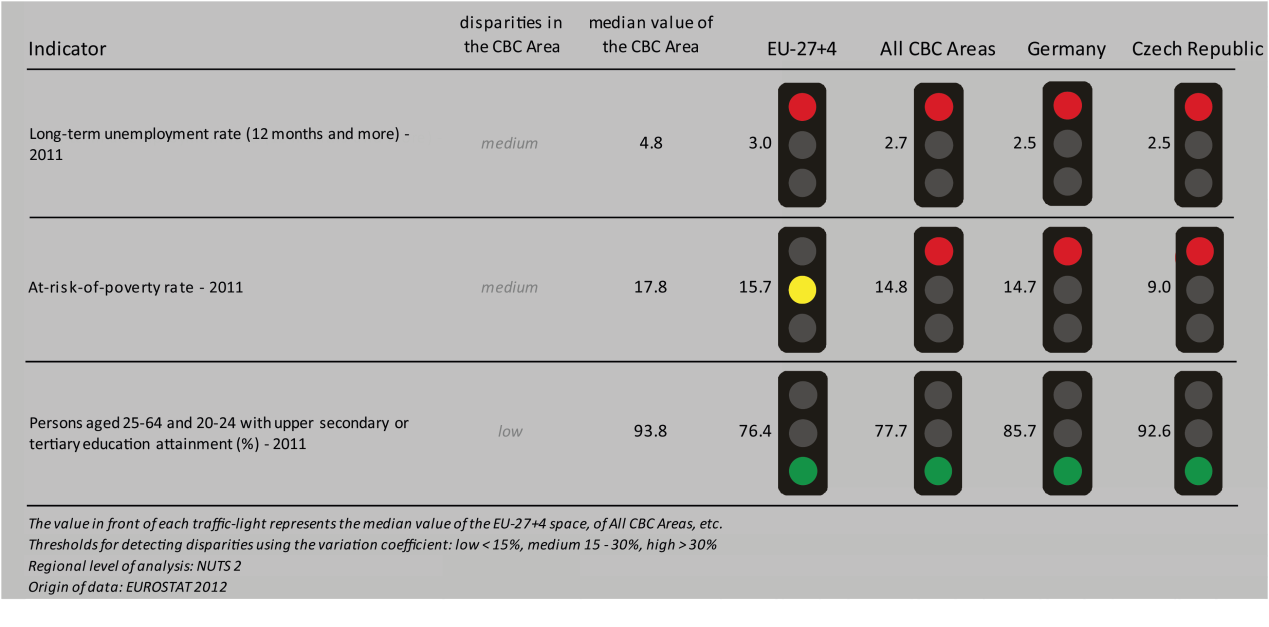 disparities in
the CBC Area
median value of
the CBC Area
Indicator
EU-27+4
All CBC Areas
Germany
Czech Republic
Long-term unemployment rate (12 months and more) -
2011
medium
4.8
3.0
2.7
2.5
2.5
At-risk-of-poverty rate - 2011
medium
17.8
15.7
14.8
14.7
9.0
Persons aged 25-64 and 20-24 with upper secondary or
tertiary education attainment (%) - 2011
low
93.8
76.4
77.7
85.7
92.6
The value in front of each traffic-light represents the median value of the EU-27+4 space, of All CBC Areas, etc.
Thresholds for detecting disparities using the variation coefficient: low < 15%, medium 15 - 30%, high > 30%
Regional level of analysis: NUTS 2
Origin of data: EUROSTAT 2012